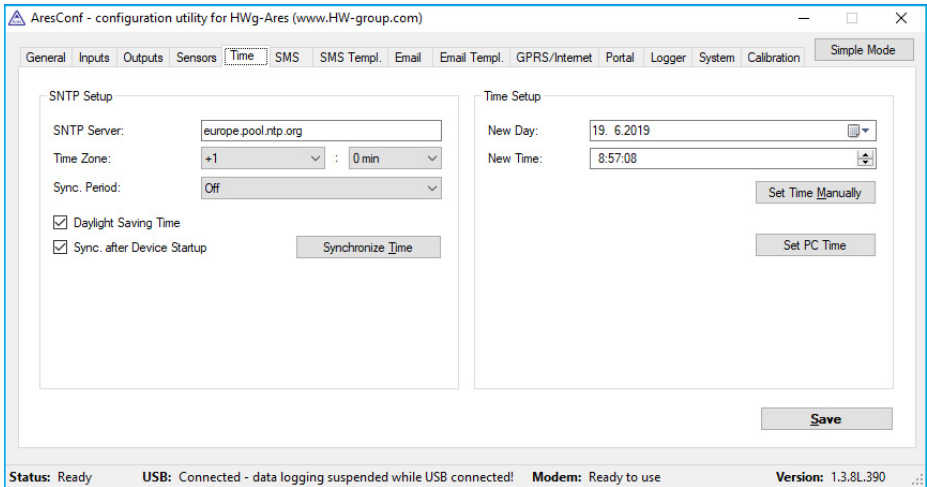 AresConf - configuration utility for HWg-Ares (www.HW-group.com)
General Inputs Outputs Sensors Time SMS SMS Templ. Email Email Templ. GPRS/Internet Portal Logger System Calibration Simple Mode
SNTP Setup
SNTP Server: europe.pool.ntp.org
Time Zone: +1 : 0 min
Sync. Period: Off
Daylight Saving Time
Sync. after Device Startup Synchronize Time
Time Setup
New Day: 19. 6.2019
New Time: 8:57:08
Set Time Manually
Set PC Time
Save
Status: Ready USB: Connected - data logging suspended while USB connected! Modem: Ready to use Version: 1.3.8L.390